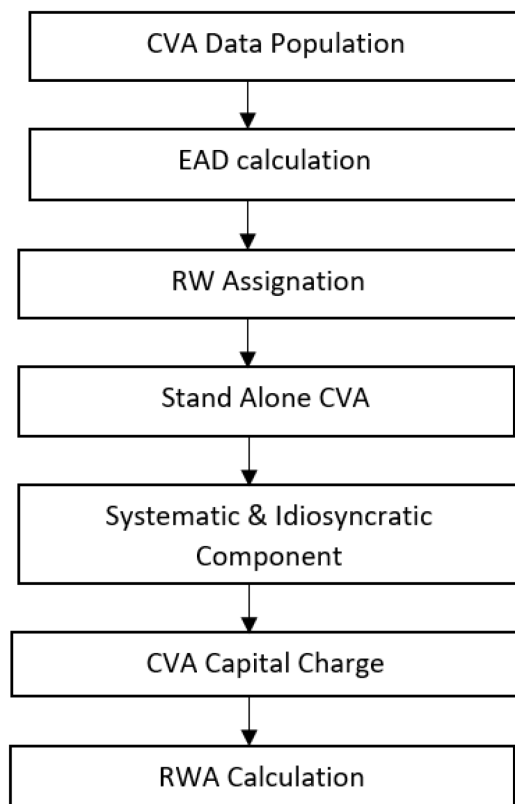 CVA Data Population
EAD calculation
RW Assignation
Stand Alone CVA
Systematic & Idiosyncratic
Component
CVA Capital Charge
RWA Calculation